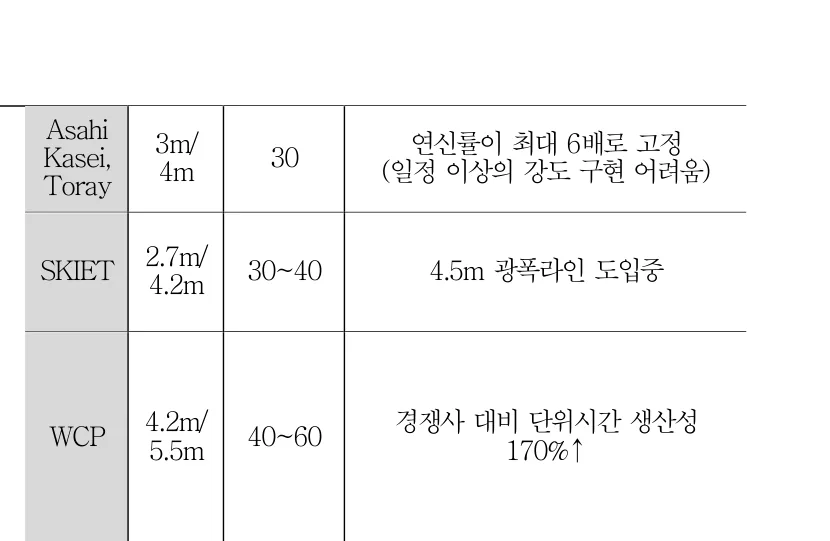 Asahi
Kasei,
Toray
3m/
4m
30
연신률이 최대 6배로 고정
(일정 이상의 강도 구현 어려움)
SKIET
2.7m/
4.2m
30~40
4.5m 광폭라인 도입중
WCP
4.2m/
5.5m
40~60
경쟁사 대비 단위시간 생산성
170%↑